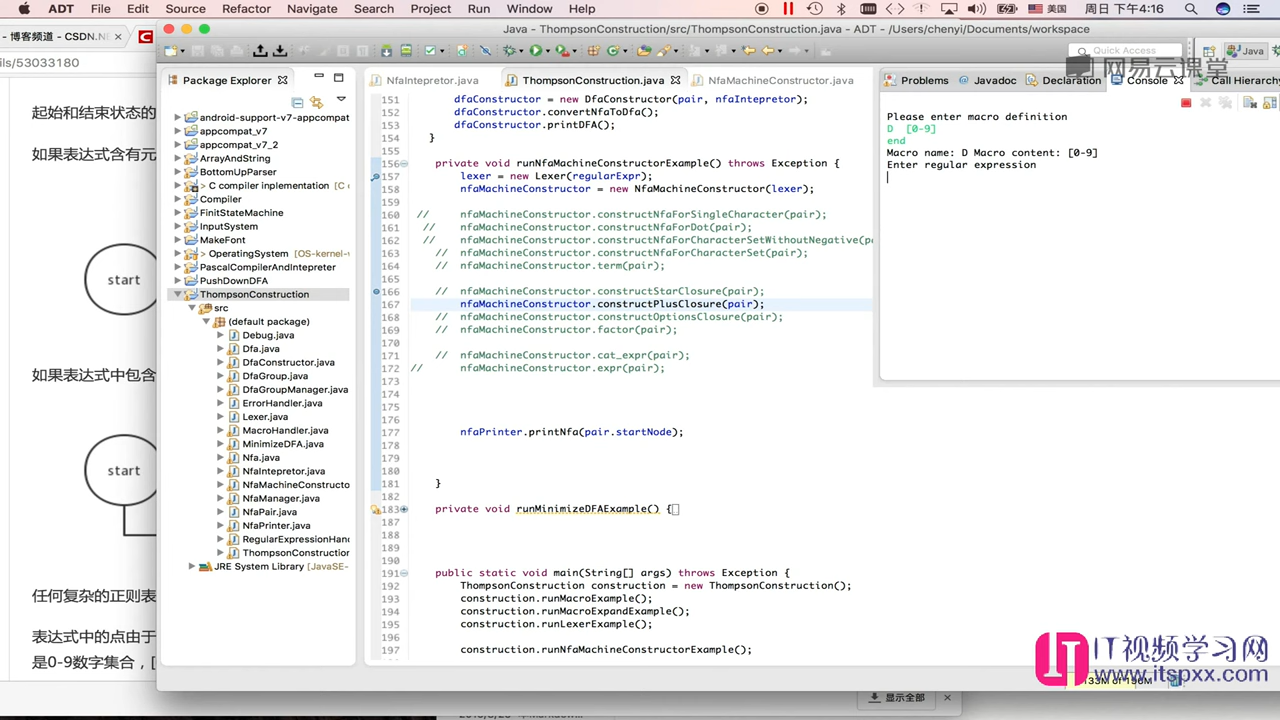 ADT File Edit Source Refactor Navigate Search Project Run Window Help
美国 周日 下午4:16
Java - ThompsonConstruction/src/ThompsonConstruction.java - ADT - /Users/chenyi/Documents/workspace
- 博客频道 - CSDN.NE
ils/53033180
Quick Access
Java
网易云课堂
Package Explorer
NfaIntepretor.java
ThompsonConstruction.java
NfaMachineConstructor.java
Problems
Javadoc
Declaration
Console
Call Hierarchy
起始和结束状态的
如果表达式含有元
start
如果表达式中包含
start
任何复杂的正则表
表达式中的点由于
是0-9数字集合，[
android-support-v7-appcompat
appcompat_v7
appcompat_v7_2
ArrayAndString
BottomUpParser
> C compiler inplementation [C c
Compiler
FinitStateMachine
InputSystem
MakeFont
> OperatingSystem [OS-kernel-
PascalCompilerAndIntepreter
PushDownDFA
ThompsonConstruction
src
(default package)
Debug.java
Dfa.java
DfaConstructor.java
DfaGroup.java
DfaGroupManager.java
ErrorHandler.java
Lexer.java
MacroHandler.java
MinimizeDFA.java
Nfa.java
NfaIntepretor.java
NfaMachineConstructo
NfaManager.java
NfaPair.java
NfaPrinter.java
RegularExpressionHan
ThompsonConstruction
JRE System Library [JavaSE-
151 dfaConstructor = new DfaConstructor(pair, nfaIntepretor);
152 dfaConstructor.convertNfaToDfa();
153 dfaConstructor.printDFA();
154 }
155
156 private void runNfaMachineConstructorExample() throws Exception {
157 lexer = new Lexer(regularExpr);
158 nfaMachineConstructor = new NfaMachineConstructor(lexer);
159
160 // nfaMachineConstructor.constructNfaForSingleCharacter(pair);
161 // nfaMachineConstructor.constructNfaForDot(pair);
162 // nfaMachineConstructor.constructNfaForCharacterSetWithoutNegative(pa
163 // nfaMachineConstructor.constructNfaForCharacterSet(pair);
164 // nfaMachineConstructor.term(pair);
165
166 // nfaMachineConstructor.constructStarClosure(pair);
167 nfaMachineConstructor.constructPlusClosure(pair);
168 // nfaMachineConstructor.constructOptionsClosure(pair);
169 // nfaMachineConstructor.factor(pair);
170
171 // nfaMachineConstructor.cat_expr(pair);
172 // nfaMachineConstructor.expr(pair);
173
174
175
176
177 nfaPrinter.printNfa(pair.startNode);
178
179
180
181 }
182
183 private void runMinimizeDFAExample() {
187
188
189
190
191 public static void main(String[] args) throws Exception {
192 ThompsonConstruction construction = new ThompsonConstruction();
193 construction.runMacroExample();
194 construction.runMacroExpandExample();
195 construction.runLexerExample();
196
197 construction.runNfaMachineConstructorExample();
Please enter macro definition
D [0-9]
end
Macro name: D Macro content: [0-9]
Enter regular expression
IT视频学习网
www.itspxx.com
显示全部